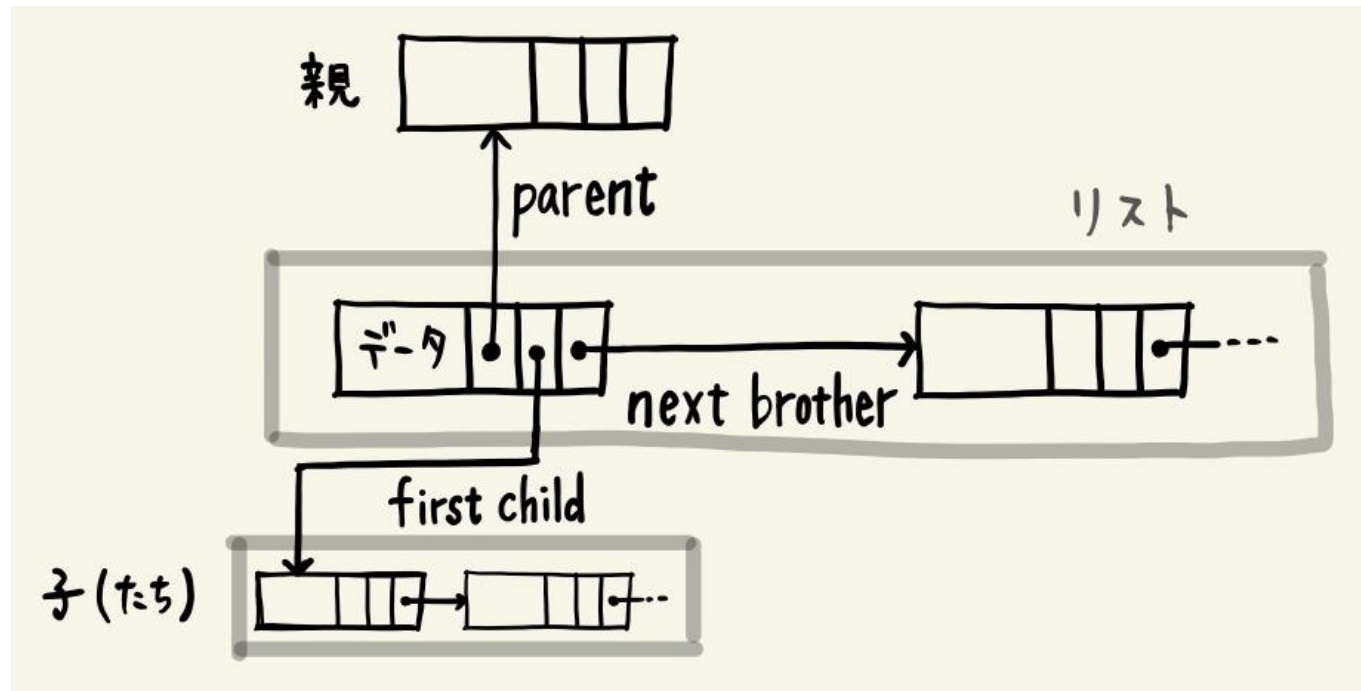 親
parent
リスト
データ
next brother
first child
子(たち)